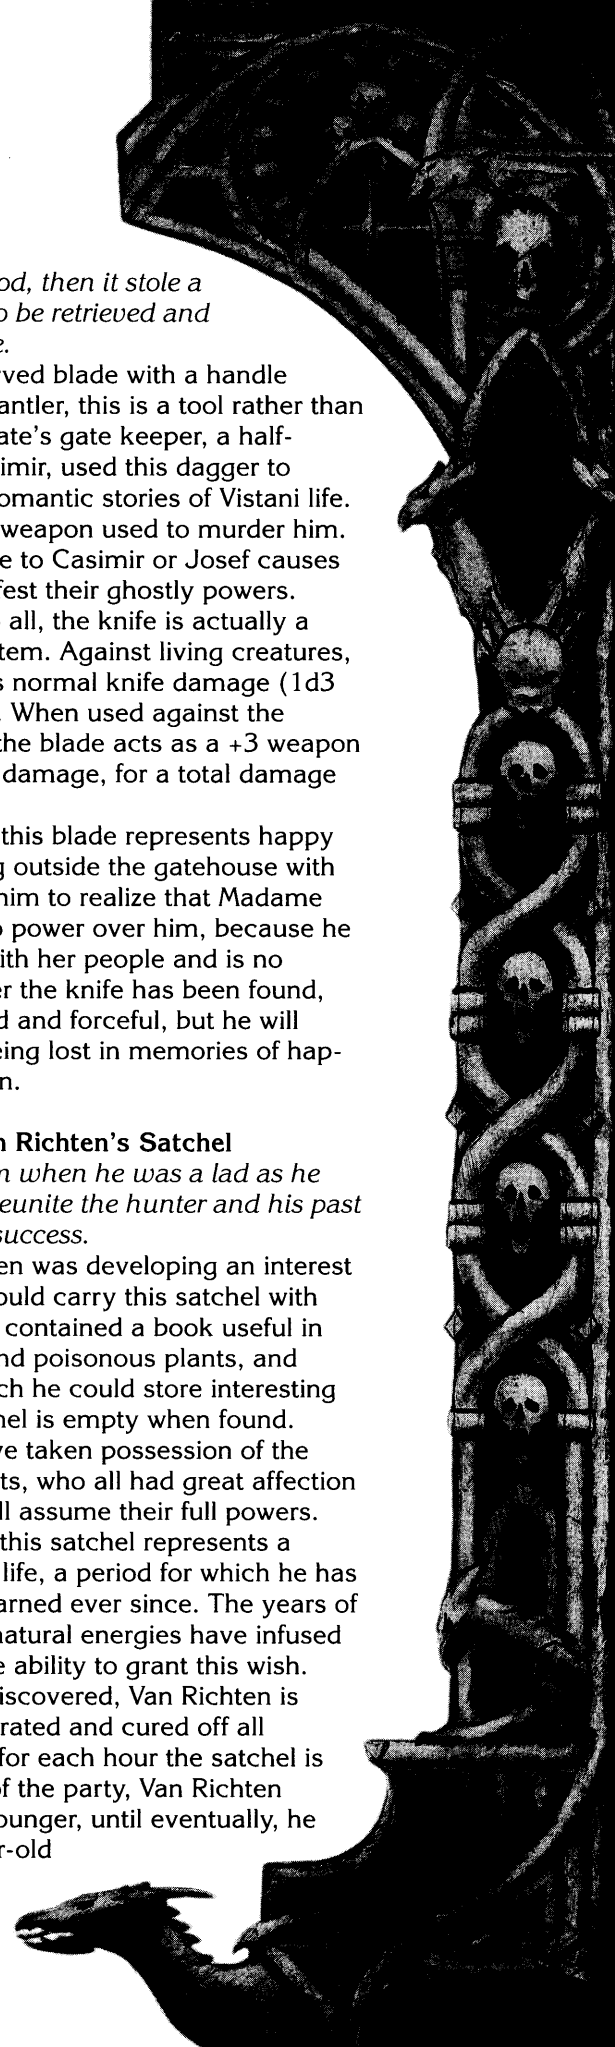 od, then it stole a
o be retrieved and
e.
ved blade with a handle
antler, this is a tool rather than
ate's gate keeper, a half-
imir, used this dagger to
omantic stories of Vistani life.
weapon used to murder him.
e to Casimir or Josef causes
fest their ghostly powers.
all, the knife is actually a
tem. Against living creatures,
s normal knife damage (1d3
. When used against the
the blade acts as a +3 weapon
damage, for a total damage
this blade represents happy
g outside the gatehouse with
him to realize that Madame
o power over him, because he
ith her people and is no
er the knife has been found,
d and forceful, but he will
eing lost in memories of hap-
n.
n Richten's Satchel
n when he was a lad as he
eunite the hunter and his past
success.
en was developing an interest
ould carry this satchel with
contained a book useful in
nd poisonous plants, and
ch he could store interesting
hel is empty when found.
ve taken possession of the
ts, who all had great affection
ll assume their full powers.
this satchel represents a
life, a period for which he has
arned ever since. The years of
natural energies have infused
e ability to grant this wish.
iscovered, Van Richten is
rated and cured off all
for each hour the satchel is
of the party, Van Richten
ounger, until eventually, he
r-old